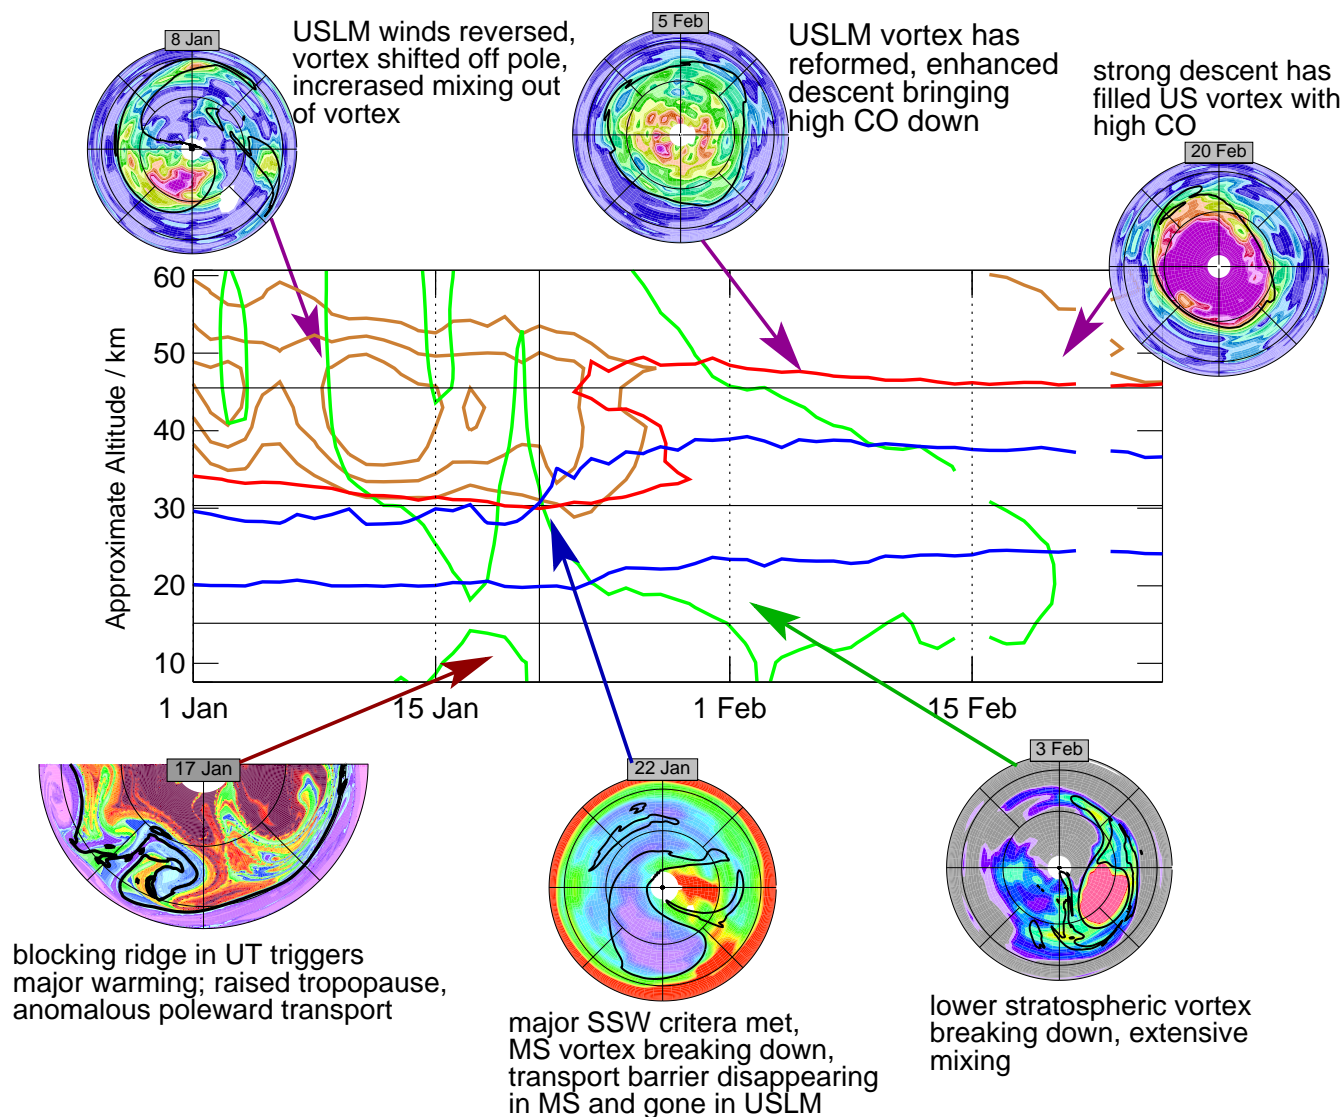 8 Jan
USLM winds reversed,
vortex shifted off pole,
increrased mixing out
of vortex
5 Feb
USLM vortex has
reformed, enhanced
descent bringing
high CO down
strong descent has
filled US vortex with
high CO
20 Feb
Approximate Altitude / km
60
50
40
30
20
10
1 Jan
15 Jan
1 Feb
15 Feb
17 Jan
blocking ridge in UT triggers
major warming; raised tropopause,
anomalous poleward transport
22 Jan
major SSW critera met,
MS vortex breaking down,
transport barrier disappearing
in MS and gone in USLM
3 Feb
lower stratospheric vortex
breaking down, extensive
mixing